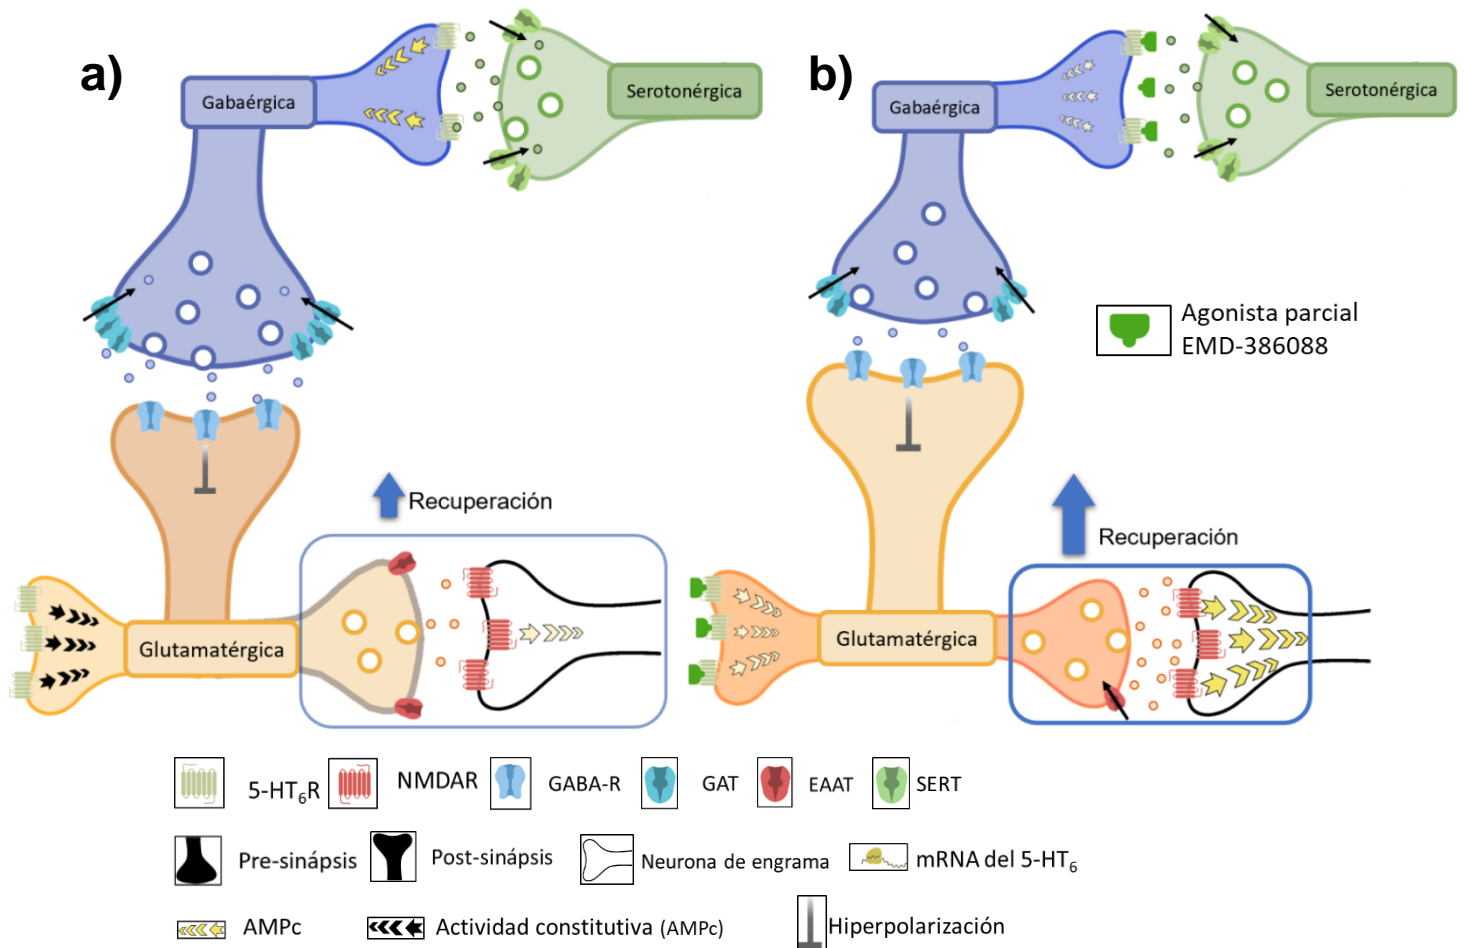 a)
Gabaérgica
Serotonérgica
Recuperación
Glutamatérgica
b)
Gabaérgica
Serotonérgica
Agonista parcial
EMD-386088
Recuperación
Glutamatérgica
5-HT6R
NMDAR
GABA-R
GAT
EAAT
SERT
Pre-sinápsis
Post-sinápsis
Neurona de engrama
mRNA del 5-HT6
AMPc
Actividad constitutiva (AMPc)
Hiperpolarización